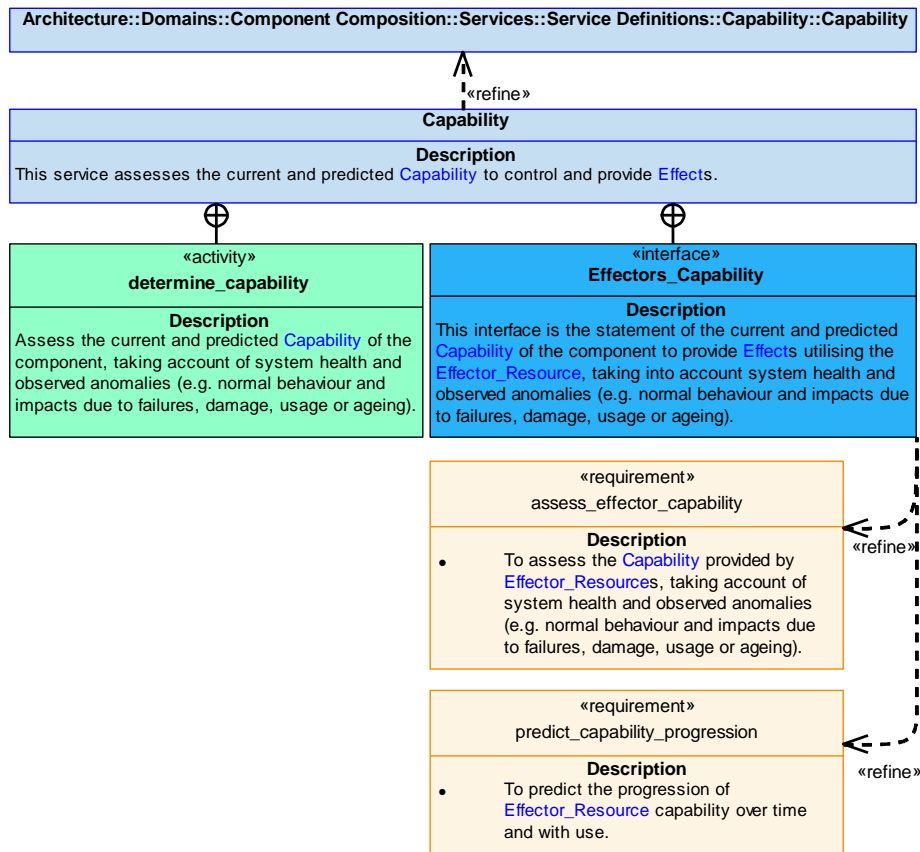 Architecture::Domains::Component Composition::Services::Service Definitions::Capability::Capability
«refine»
Capability
Description
This service assesses the current and predicted Capability to control and provide Effects.
«activity»
determine_capability
Description
Assess the current and predicted Capability of the
component, taking account of system health and
observed anomalies (e.g. normal behaviour and
impacts due to failures, damage, usage or ageing).
«interface»
Effectors_Capability
Description
This interface is the statement of the current and predicted
Capability of the component to provide Effects utilising the
Effector_Resource, taking into account system health and
observed anomalies (e.g. normal behaviour and impacts due
to failures, damage, usage or ageing).
«requirement»
assess_effector_capability
Description
• To assess the Capability provided by
Effector_Resources, taking account of
system health and observed anomalies
(e.g. normal behaviour and impacts due
to failures, damage, usage or ageing).
«refine»
«requirement»
predict_capability_progression
Description
• To predict the progression of
Effector_Resource capability over time
and with use.
«refine»